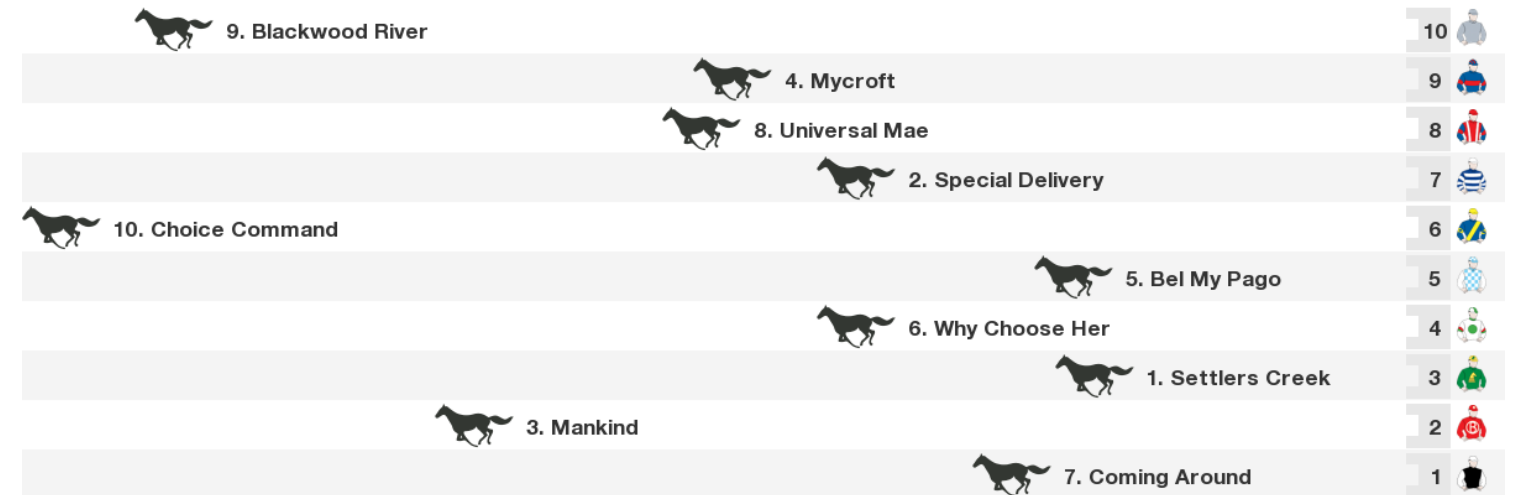 9. Blackwood River 10
4. Mycroft 9
8. Universal Mae 8
2. Special Delivery 7
10. Choice Command 6
5. Bel My Pago 5
6. Why Choose Her 4
1. Settlers Creek 3
3. Mankind 2
7. Coming Around 1